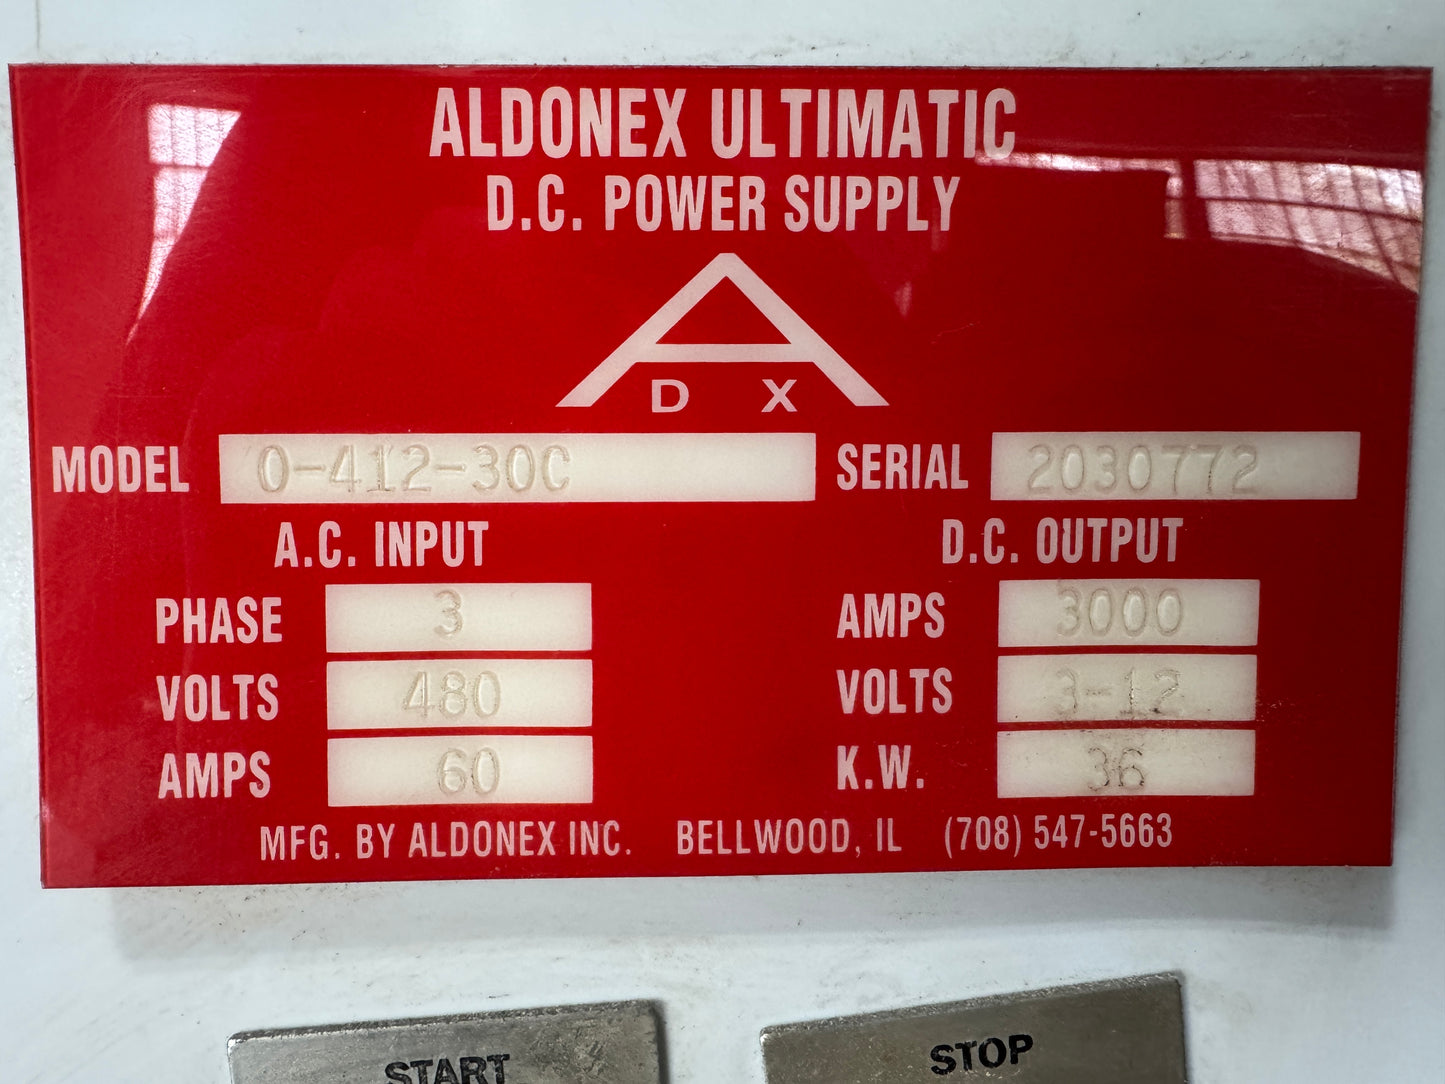 ALDONEX ULTIMATIC
D.C. POWER SUPPLY
A
D X
MODEL 0-412-30C SERIAL 2030772
A.C. INPUT D.C. OUTPUT
PHASE 3 AMPS 3000
VOLTS 480 VOLTS 3-12
AMPS 60 K.W. 36
MFG. BY ALDONEX INC. BELLWOOD, IL (708) 547-5663
START STOP